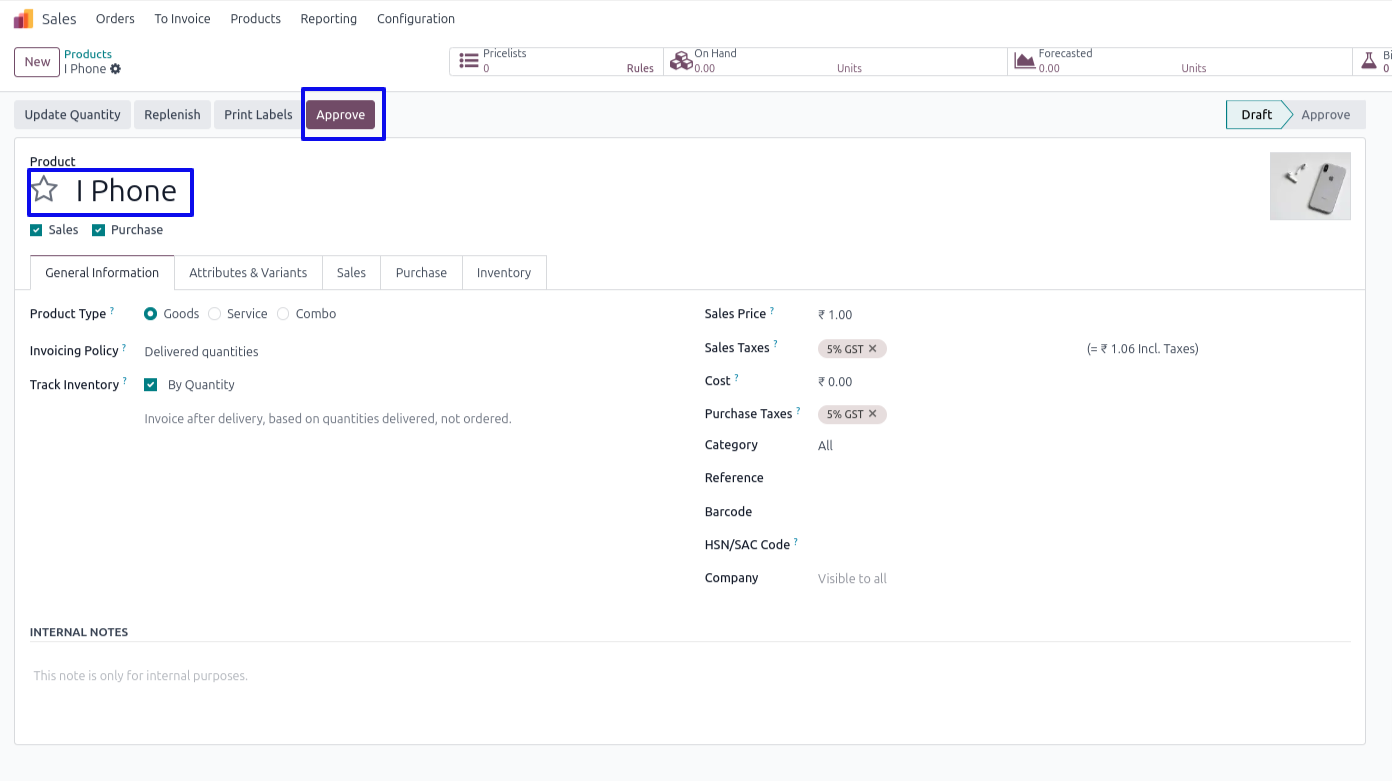 Sales Orders To Invoice Products Reporting Configuration
New Products
I Phone
Pricelists
0 Rules
On Hand
0.00 Units
Forecasted
0.00 Units
Bi
0
Update Quantity Replenish Print Labels Approve Draft Approve
Product
I Phone
Sales Purchase
General Information Attributes & Variants Sales Purchase Inventory
Product Type ? Goods Service Combo
Invoicing Policy ? Delivered quantities
Track Inventory ? By Quantity
Invoice after delivery, based on quantities delivered, not ordered.
Sales Price ? ₹ 1.00
Sales Taxes ? 5% GST ✕ (= ₹ 1.06 Incl. Taxes)
Cost ? ₹ 0.00
Purchase Taxes ? 5% GST ✕
Category All
Reference
Barcode
HSN/SAC Code ?
Company Visible to all
INTERNAL NOTES
This note is only for internal purposes.